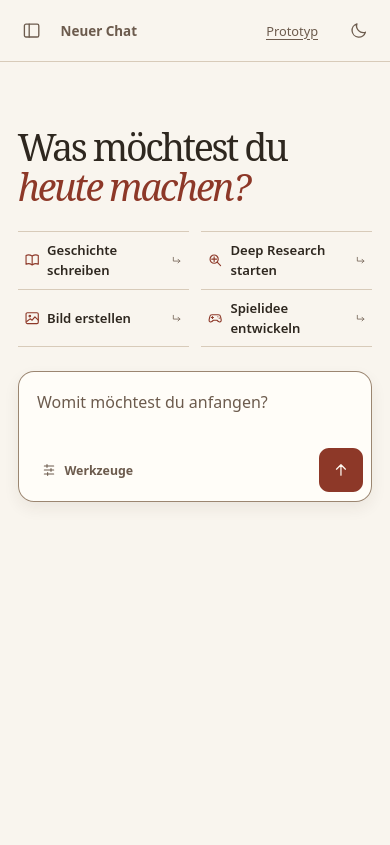 Neuer Chat
Prototyp
Was möchtest du
heute machen?
Geschichte
schreiben
Deep Research
starten
Bild erstellen
Spielidee
entwickeln
Womit möchtest du anfangen?
Werkzeuge